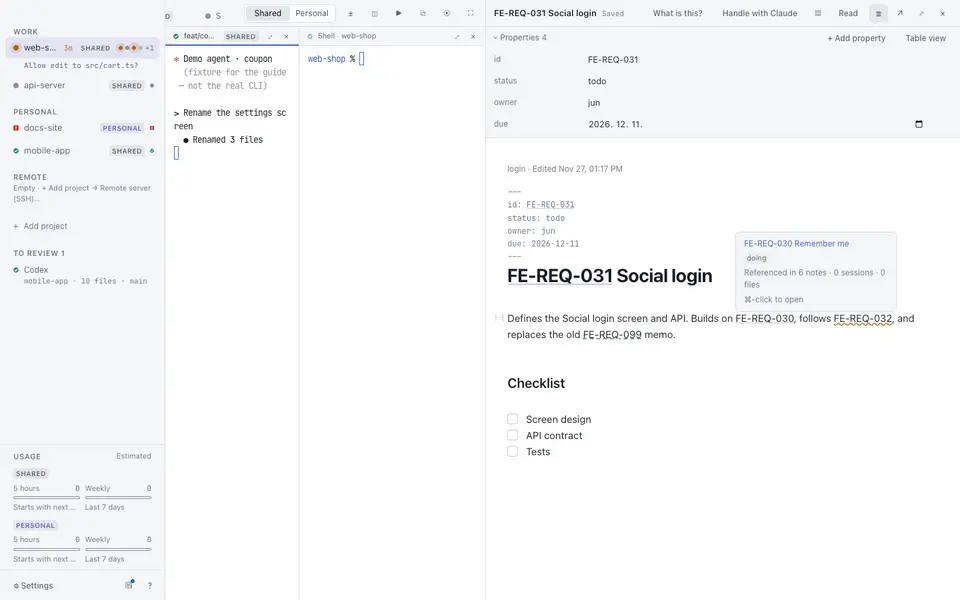 WORK
web-s... 3m SHARED +1
Allow edit to src/cart.ts?
api-server SHARED
PERSONAL
docs-site PERSONAL
mobile-app SHARED
REMOTE
Empty · + Add project → Remote server (SSH)...
+ Add project
TO REVIEW 1
Codex
mobile-app · 10 files · main
USAGE Estimated
SHARED
5 hours 0 Weekly 0
Starts with next ... Last 7 days
PERSONAL
5 hours 0 Weekly 0
Starts with next ... Last 7 days
Settings ?
S Shared Personal
feat/co... SHARED
Demo agent · coupon
(fixture for the guide
— not the real CLI)
> Rename the settings sc
reen
● Renamed 3 files
Shell · web-shop
web-shop %
FE-REQ-031 Social login Saved What is this? Handle with Claude Read
Properties 4 + Add property Table view
id FE-REQ-031
status todo
owner jun
due 2026. 12. 11.
login · Edited Nov 27, 01:17 PM
---
id: FE-REQ-031
status: todo
owner: jun
due: 2026-12-11
---
FE-REQ-031 Social login
FE-REQ-030 Remember me
doing
Referenced in 6 notes · 0 sessions · 0
files
⌘-click to open
Defines the Social login screen and API. Builds on FE-REQ-030, follows FE-REQ-032, and
replaces the old FE-REQ-099 memo.
Checklist
Screen design
API contract
Tests